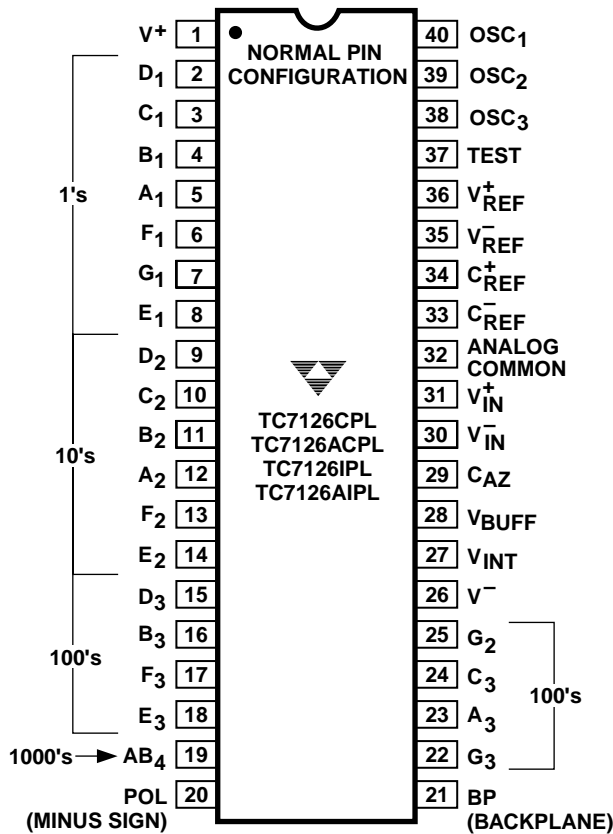 NORMAL PIN
CONFIGURATION
V+ 1
D1 2
C1 3
B1 4
A1 5
F1 6
G1 7
E1 8
1's
D2 9
C2 10
B2 11
A2 12
F2 13
E2 14
10's
D3 15
B3 16
F3 17
E3 18
100's
1000's AB4 19
POL 20
(MINUS SIGN)
TC7126CPL
TC7126ACPL
TC7126IPL
TC7126AIPL
40 OSC1
39 OSC2
38 OSC3
37 TEST
36 V+REF
35 V–REF
34 C+REF
33 C–REF
32 ANALOG
COMMON
31 V+IN
30 V–IN
29 CAZ
28 VBUFF
27 VINT
26 V–
25 G2
24 C3
23 A3
22 G3
100's
21 BP
(BACKPLANE)